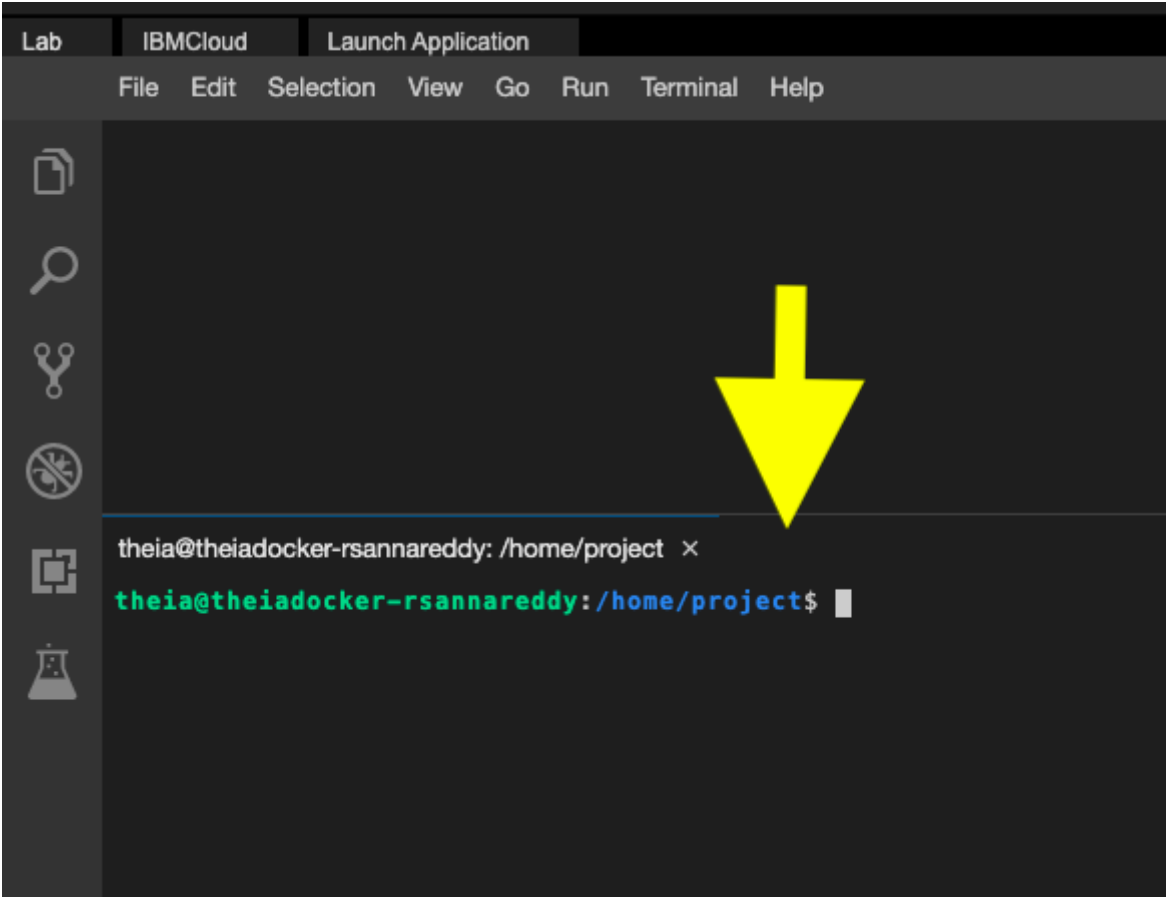 Lab IBMCloud Launch Application
File Edit Selection View Go Run Terminal Help
theia@theiadocker-rsannareddy: /home/project ×
theia@theiadocker-rsannareddy:/home/project$